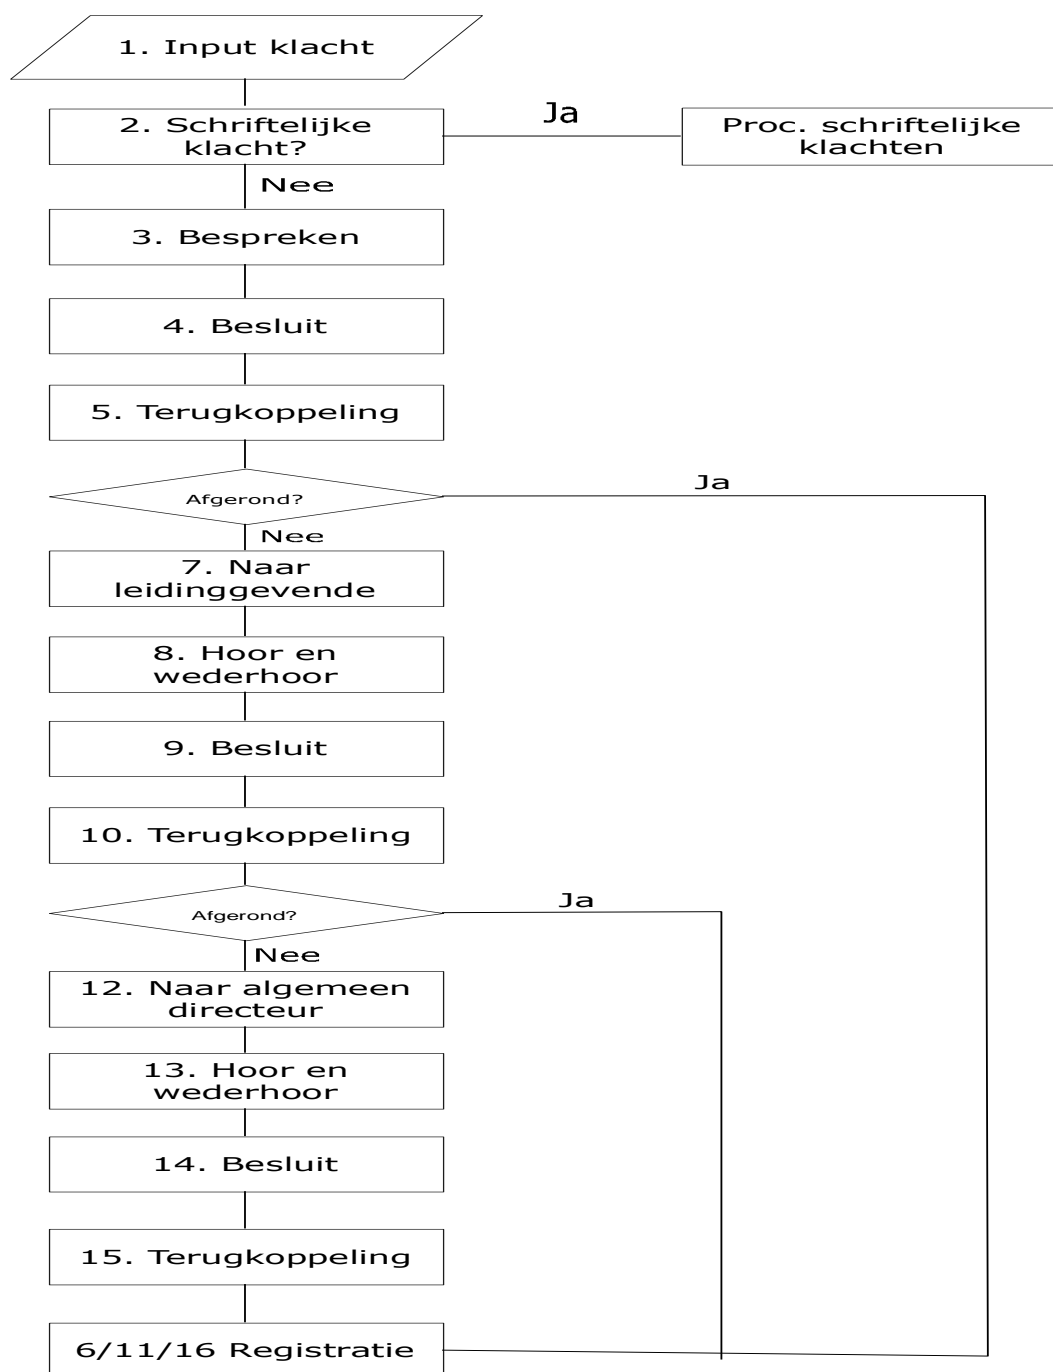 1. Input klacht
2. Schriftelijke
klacht?
Ja
Proc. schriftelijke
klachten
Nee
3. Bespreken
4. Besluit
5. Terugkoppeling
Afgerond?
Ja
Nee
7. Naar
leidinggevende
8. Hoor en
wederhoor
9. Besluit
10. Terugkoppeling
Afgerond?
Ja
Nee
12. Naar algemeen
directeur
13. Hoor en
wederhoor
14. Besluit
15. Terugkoppeling
6/11/16 Registratie